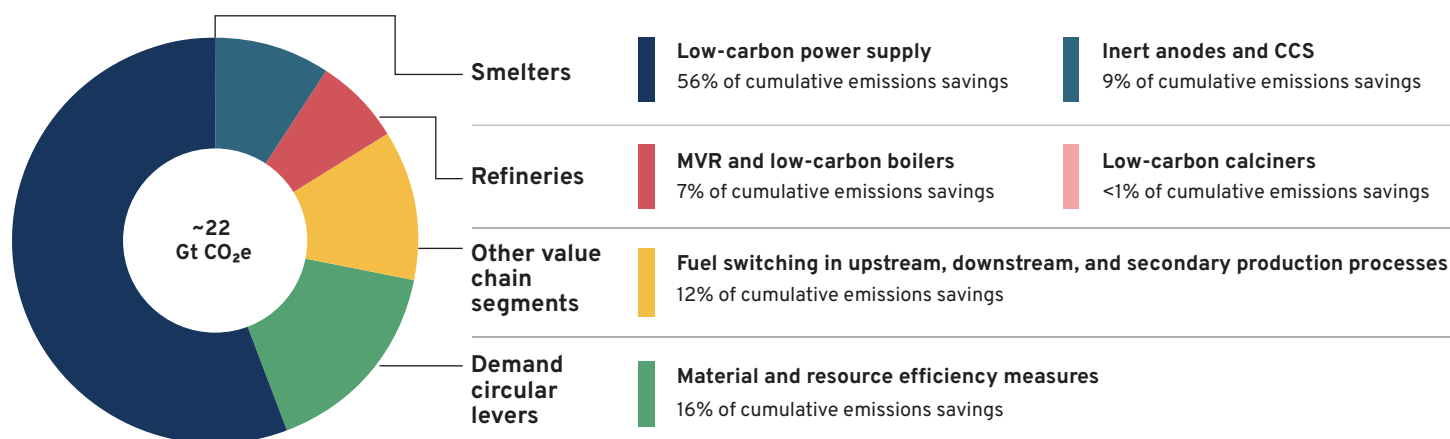 ~22
Gt CO₂e
Smelters
Low-carbon power supply
56% of cumulative emissions savings
Inert anodes and CCS
9% of cumulative emissions savings
Refineries
MVR and low-carbon boilers
7% of cumulative emissions savings
Low-carbon calciners
<1% of cumulative emissions savings
Other value
chain
segments
Fuel switching in upstream, downstream, and secondary production processes
12% of cumulative emissions savings
Demand
circular
levers
Material and resource efficiency measures
16% of cumulative emissions savings